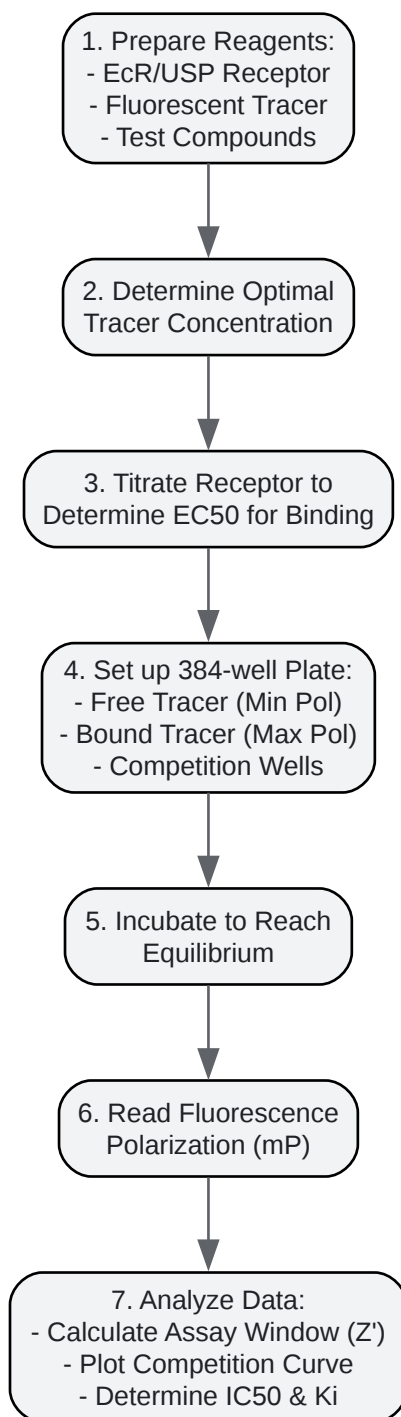 1. Prepare Reagents:
- EcR/USP Receptor
- Fluorescent Tracer
- Test Compounds
2. Determine Optimal
Tracer Concentration
3. Titrate Receptor to
Determine EC50 for Binding
4. Set up 384-well Plate:
- Free Tracer (Min Pol)
- Bound Tracer (Max Pol)
- Competition Wells
5. Incubate to Reach
Equilibrium
6. Read Fluorescence
Polarization (mP)
7. Analyze Data:
- Calculate Assay Window (Z')
- Plot Competition Curve
- Determine IC50 & Ki